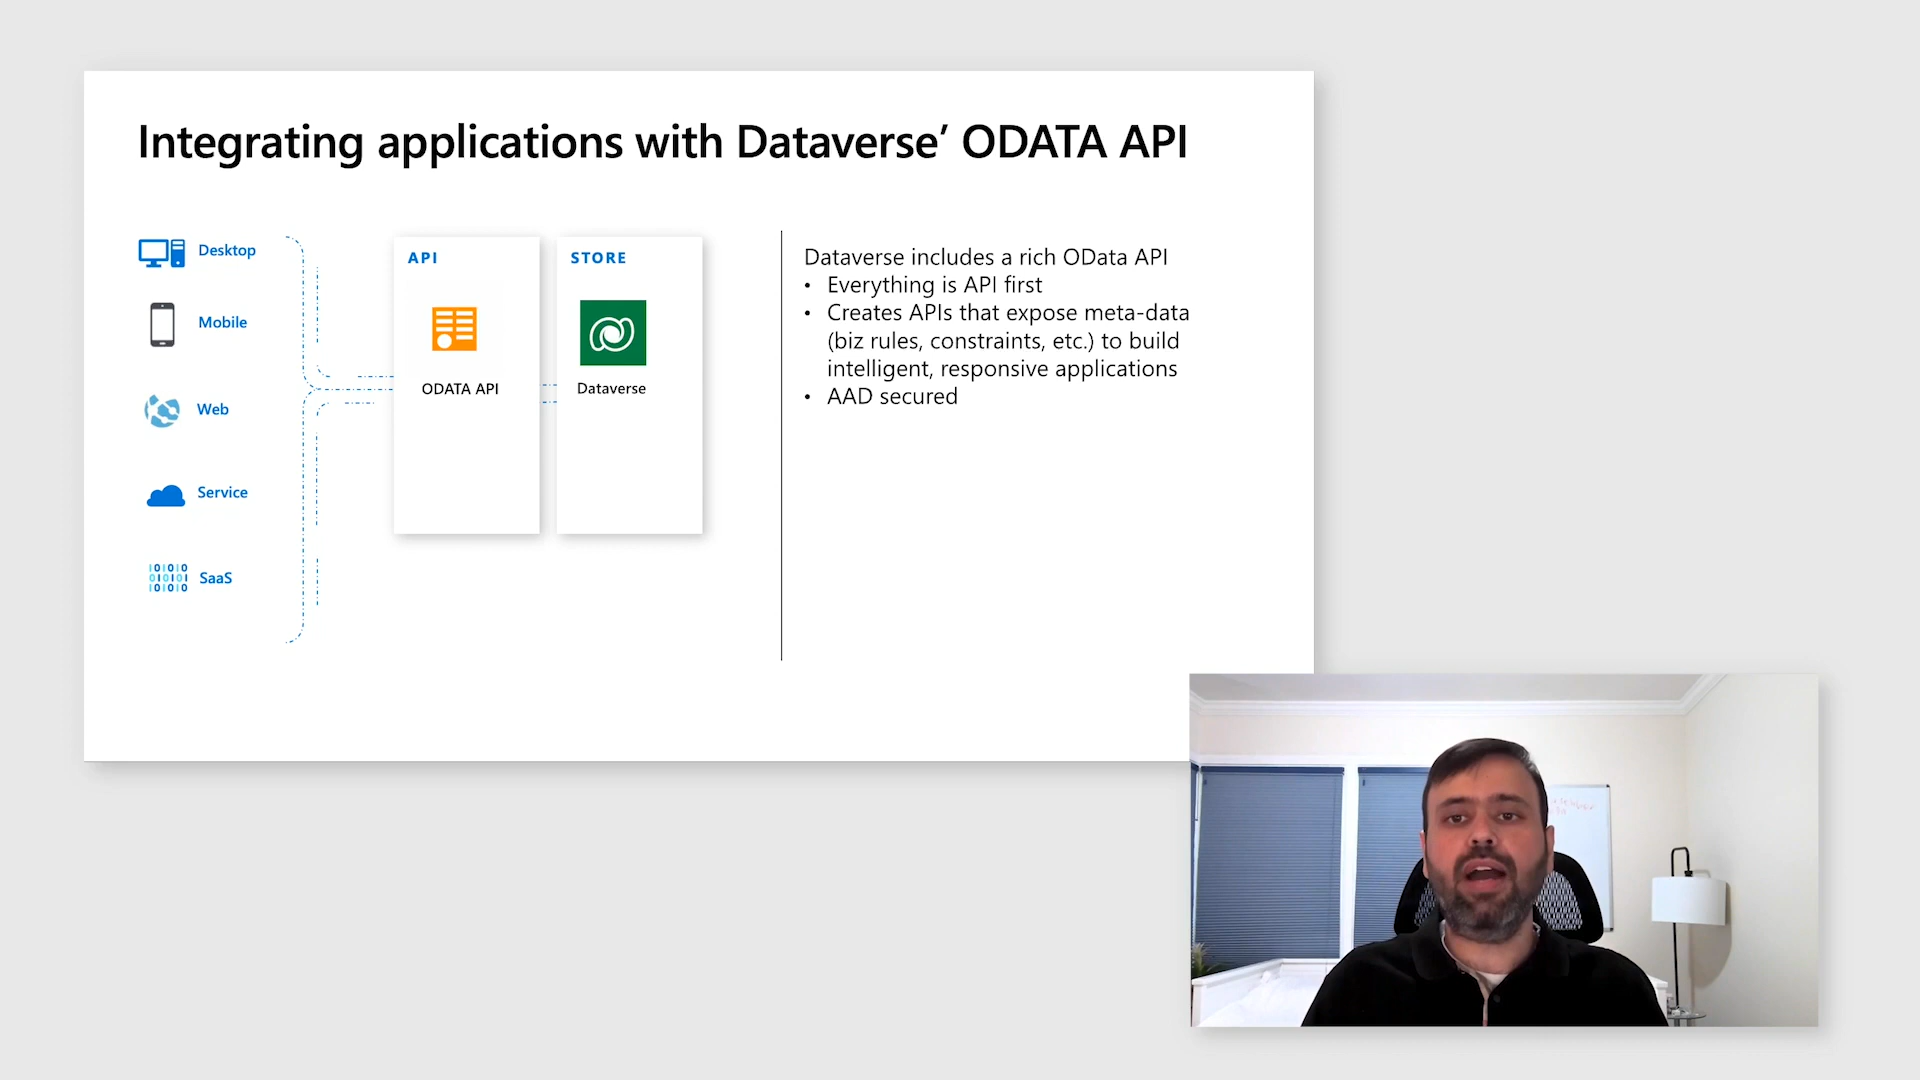 Integrating applications with Dataverse’ ODATA API
Desktop
Mobile
Web
Service
SaaS
API
ODATA API
STORE
Dataverse
Dataverse includes a rich OData API
• Everything is API first
• Creates APIs that expose meta-data
(biz rules, constraints, etc.) to build
intelligent, responsive applications
• AAD secured